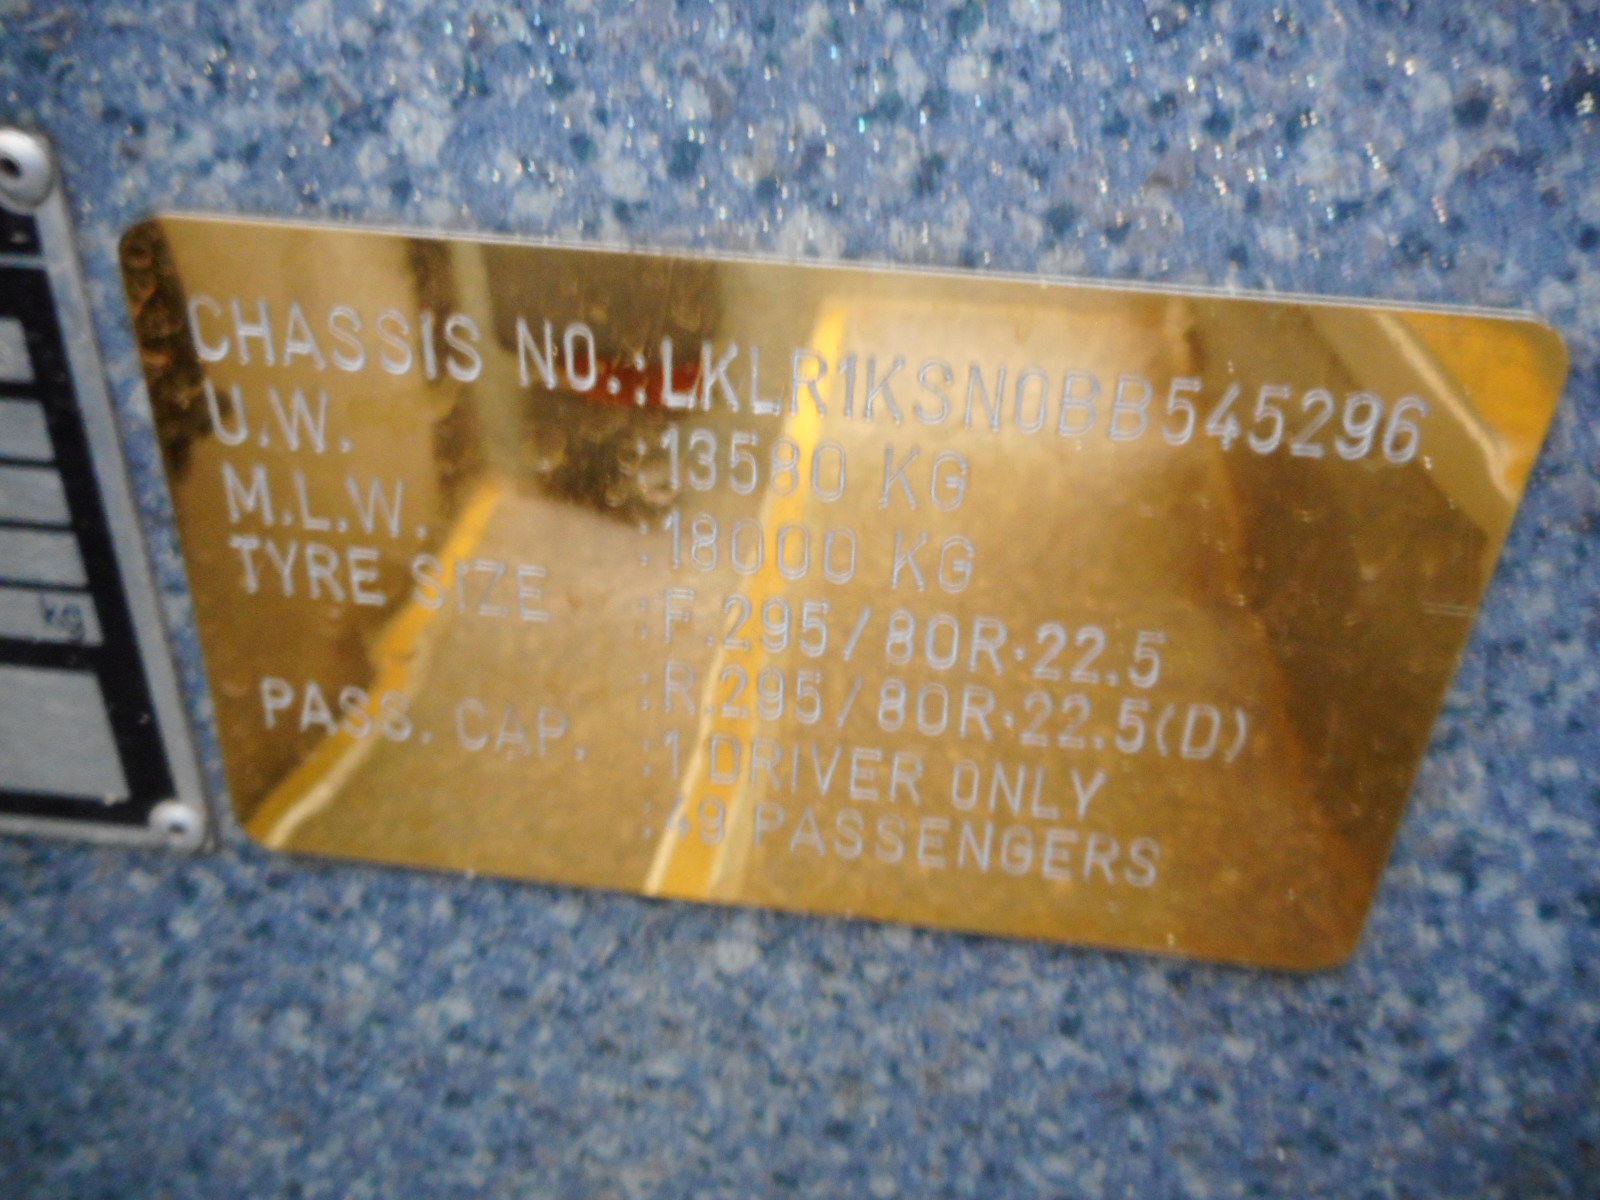 CHASSIS NO.:LKLR1KSN0BB545296
U.W. :13580 KG
M.L.W. :18000 KG
TYRE SIZE :F.295/80R.22.5
:R.295/80R.22.5(D)
PASS. CAP. :1 DRIVER ONLY
:49 PASSENGERS
kg